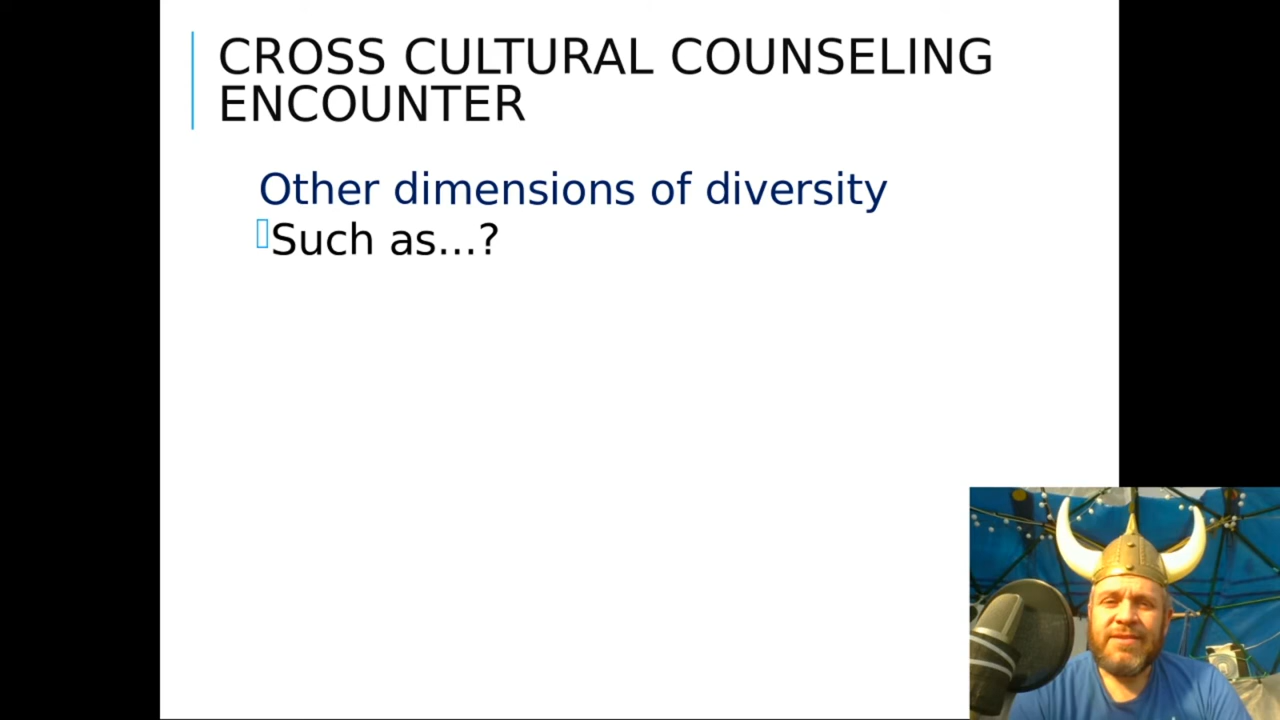 CROSS CULTURAL COUNSELING
ENCOUNTER
Other dimensions of diversity
Such as...?